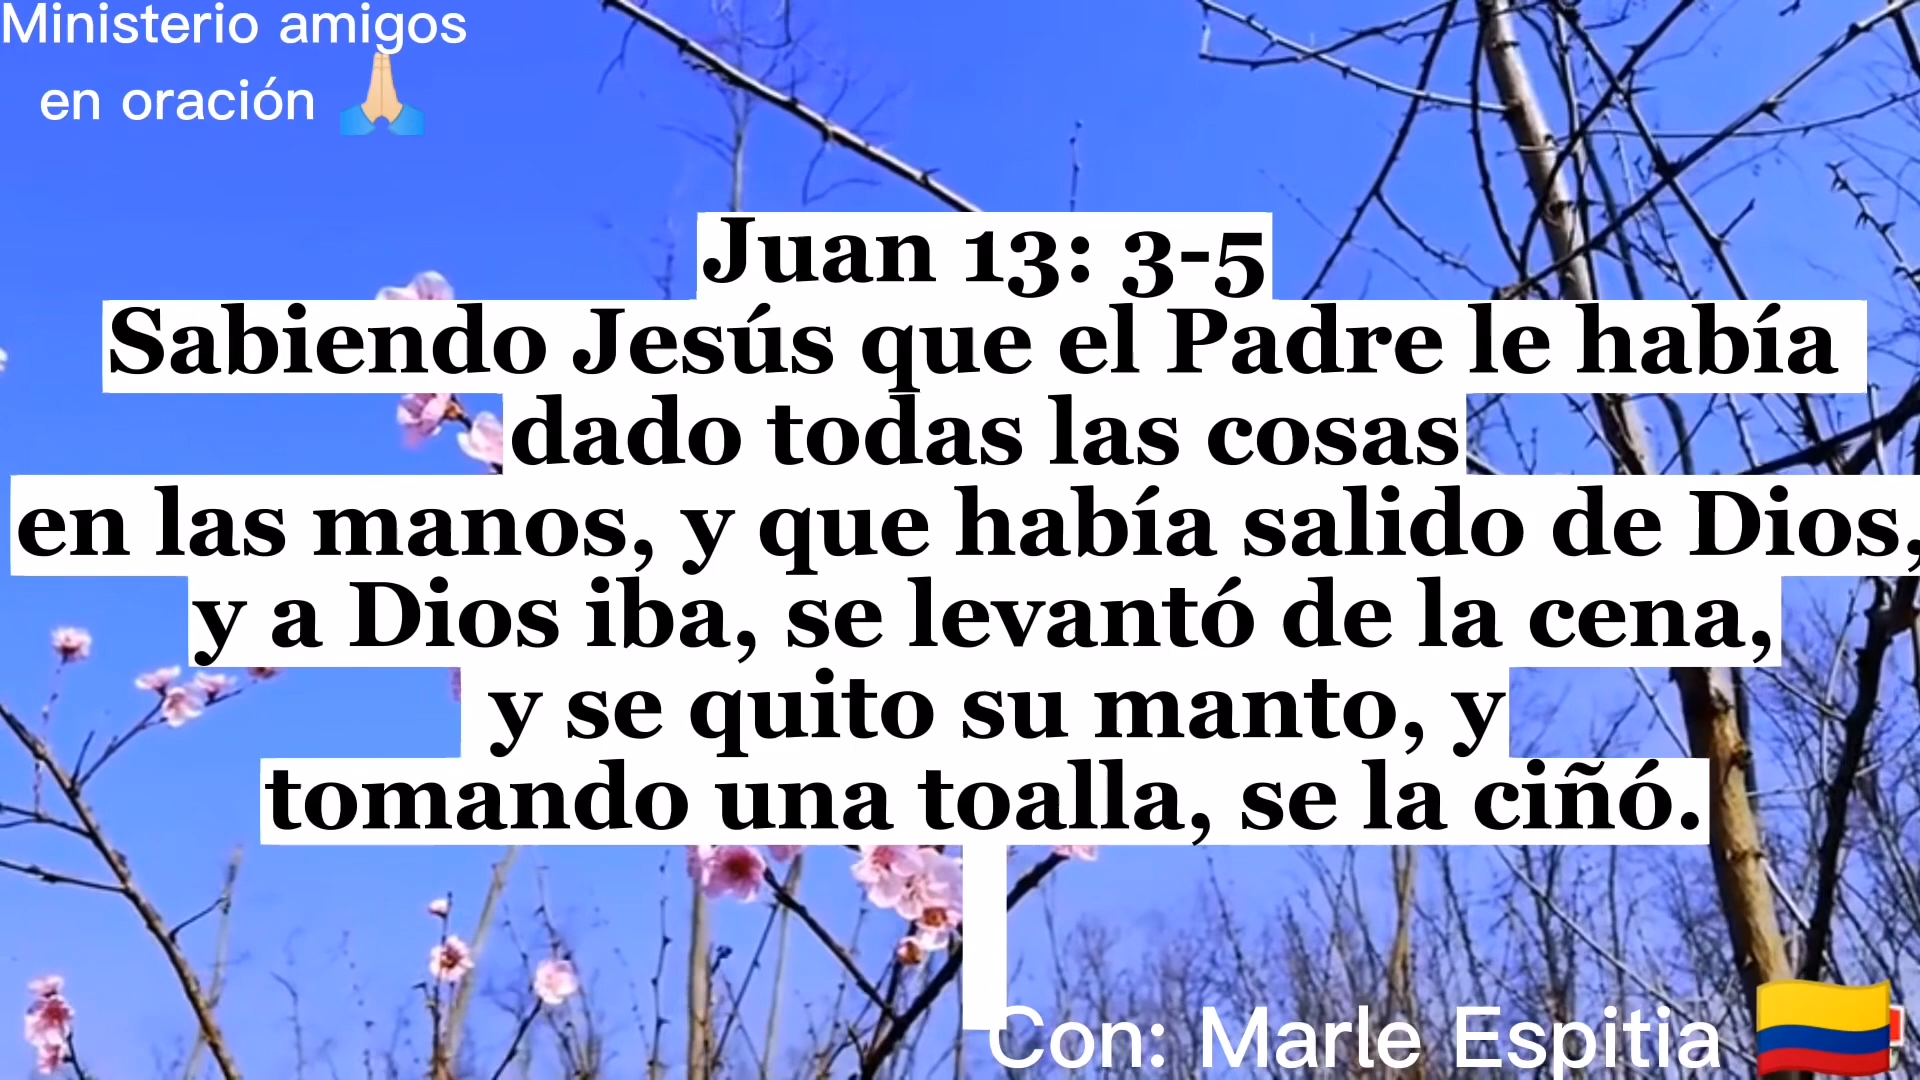 Ministerio amigos
en oración 🙏🏻
Juan 13: 3-5
Sabiendo Jesús que el Padre le había
dado todas las cosas
en las manos, y que había salido de Dios,
y a Dios iba, se levantó de la cena,
y se quito su manto, y
tomando una toalla, se la ciñó.
Con: Marle Espitia 🇨🇴